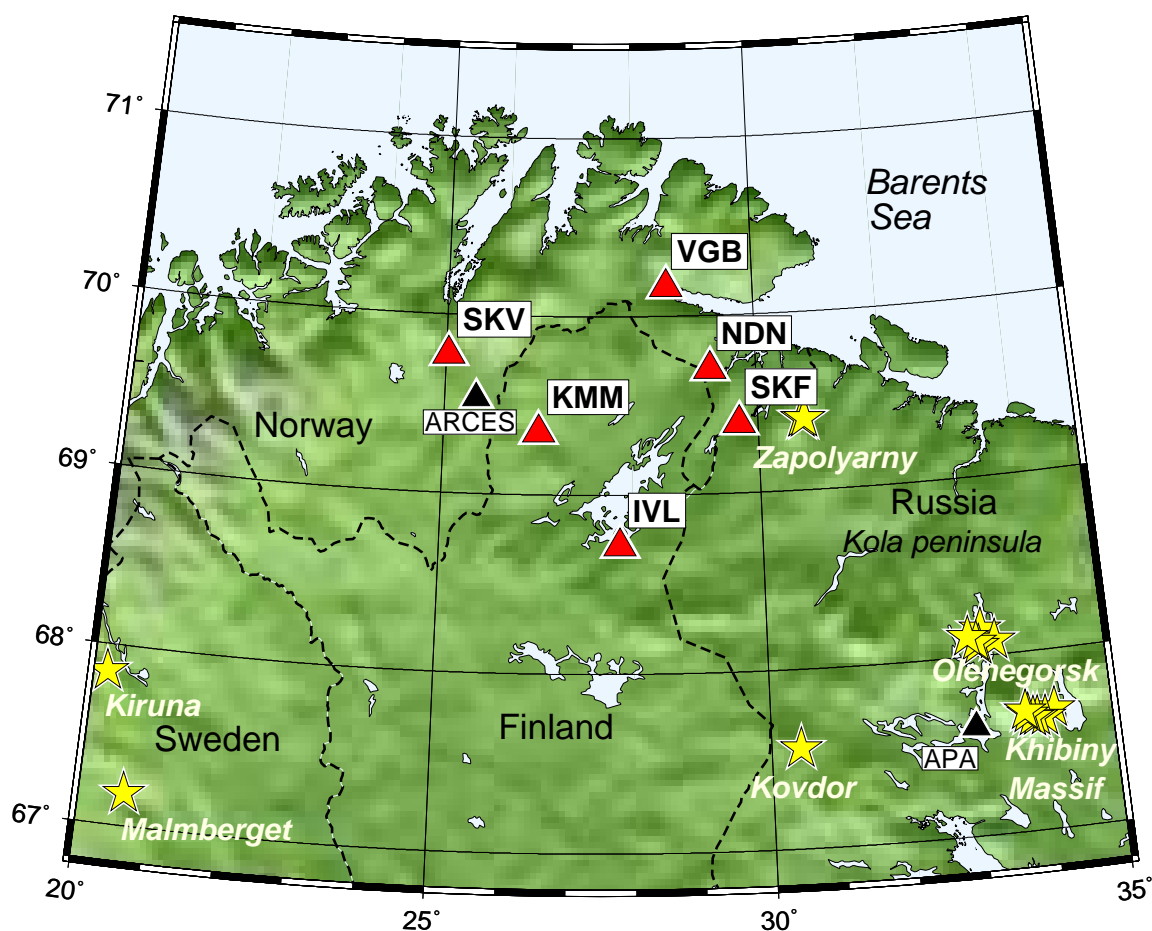 71°
Barents
Sea
VGB
70°
SKV
NDN
SKF
KMM
ARCES
Norway
Zapolyarny
69°
Russia
IVL
Kola peninsula
68°
Olenegorsk
Kiruna
Sweden
Finland
Khibiny
Massif
APA
Kovdor
67°
Malmberget
20°
25°
30°
35°